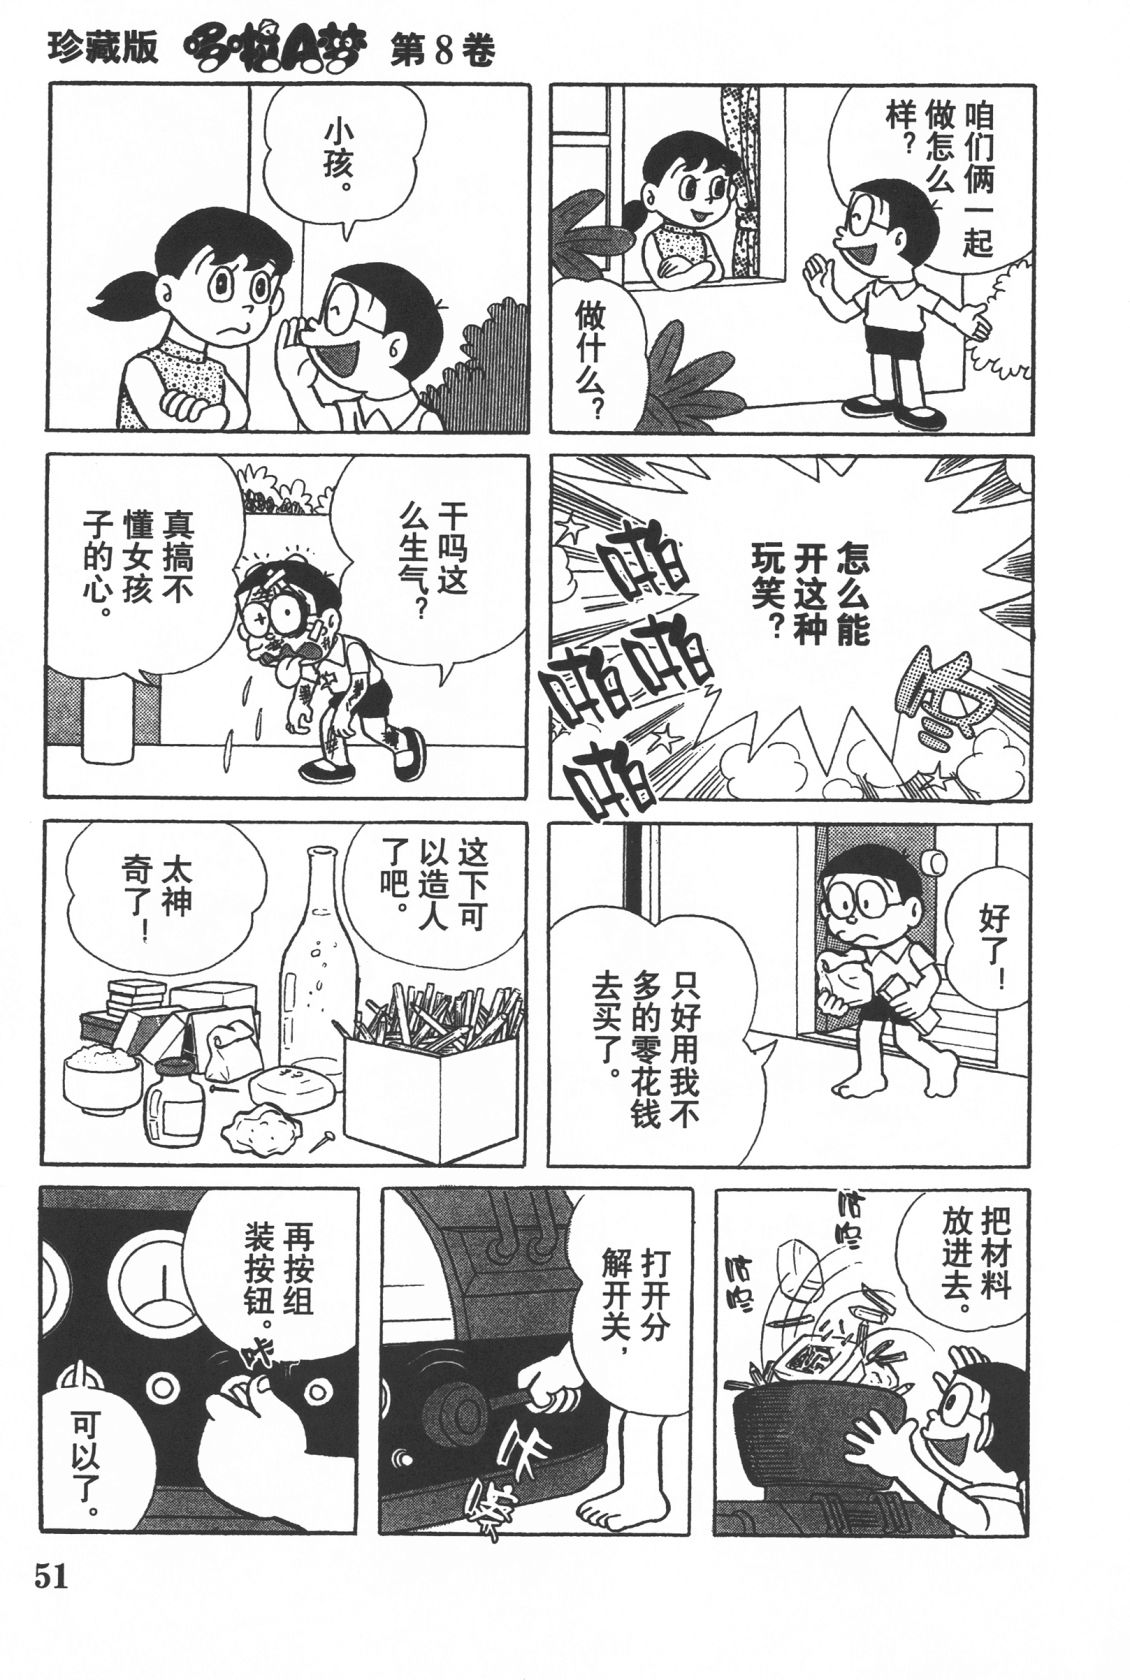 珍藏版 哆啦A梦 第8卷
咱们俩一起
做怎么
样？
做什么？
小孩。
怎么能
开这种
玩笑？
啪
啪
啪
啪
干吗这
么生气？
真搞不
懂女孩
子的心。
好了！
只好用我不
多的零花钱
去买了。
这下可
以造人
了吧。
太神
奇了！
把材料
放进去。
咕咚
咕咚
打开分
解开关，
再按组
装按钮。
咔
可以了。
51